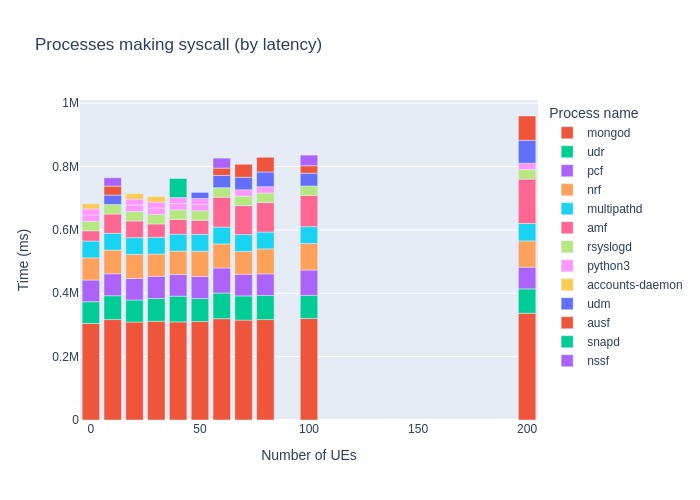 Processes making syscall (by latency)
1M
0.8M
0.6M
0.4M
0.2M
0
Time (ms)
0
50
100
150
200
Number of UEs
Process name
mongod
udr
pcf
nrf
multipathd
amf
rsyslogd
python3
accounts-daemon
udm
ausf
snapd
nssf